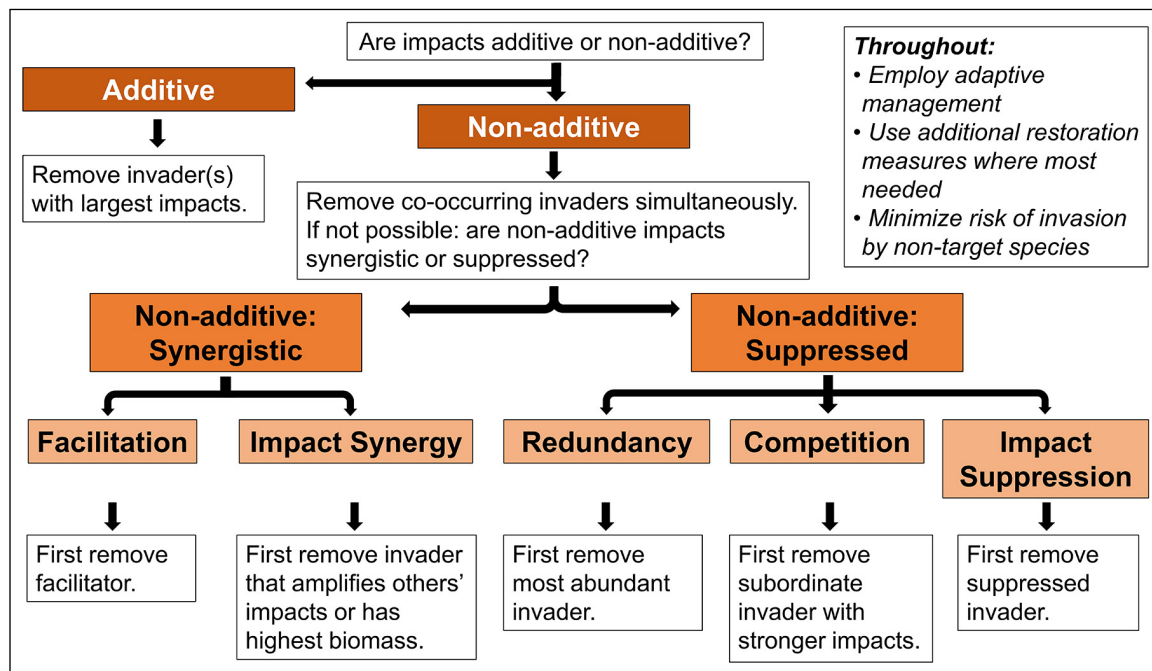 Are impacts additive or non-additive?
Additive
Remove invader(s)
with largest impacts.
Non-additive
Remove co-occurring invaders simultaneously.
If not possible: are non-additive impacts
synergistic or suppressed?
Throughout:
• Employ adaptive
management
• Use additional restoration
measures where most
needed
• Minimize risk of invasion
by non-target species
Non-additive:
Synergistic
Non-additive:
Suppressed
Facilitation
Impact Synergy
Redundancy
Competition
Impact
Suppression
First remove
facilitator.
First remove invader
that amplifies others’
impacts or has
highest biomass.
First remove
most abundant
invader.
First remove
subordinate
invader with
stronger impacts.
First remove
suppressed
invader.